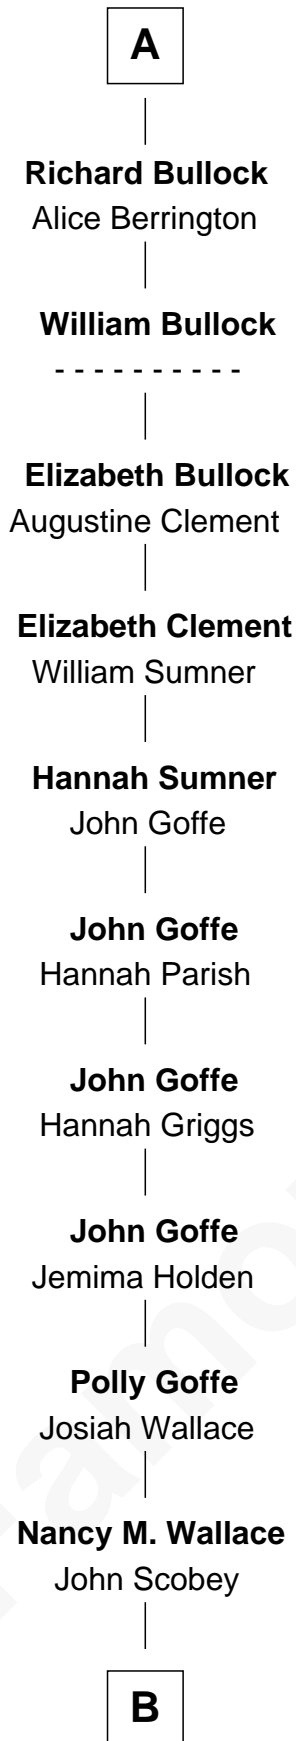 A
Richard Bullock
Alice Berrington
William Bullock
- - - - - - - - - -
Elizabeth Bullock
Augustine Clement
Elizabeth Clement
William Sumner
Hannah Sumner
John Goffe
John Goffe
Hannah Parish
John Goffe
Hannah Griggs
John Goffe
Jemima Holden
Polly Goffe
Josiah Wallace
Nancy M. Wallace
John Scobey
B